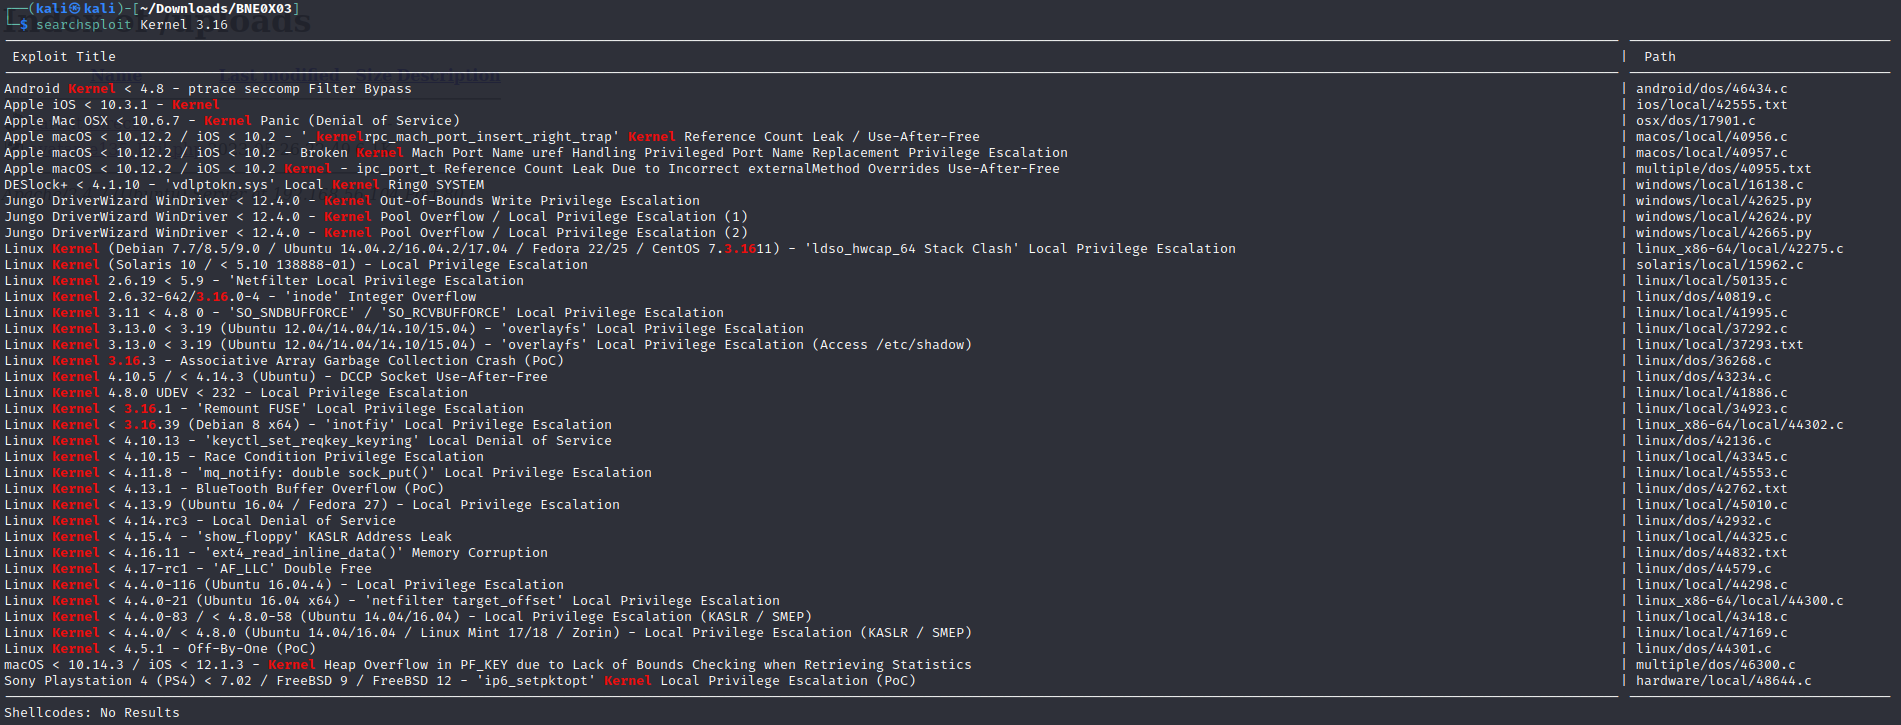 ┌──(kali㉿kali)-[~/Downloads/BNE0X03]
└─$ searchsploit Kernel 3.16
Index of /uploads
Exploit Title | Path
Name Last modified Size Description
Android Kernel < 4.8 - ptrace seccomp Filter Bypass | android/dos/46434.c
Apple iOS < 10.3.1 - Kernel | ios/local/42555.txt
Apple Mac OSX < 10.6.7 - Kernel Panic (Denial of Service) | osx/dos/17901.c
Apple macOS < 10.12.2 / iOS < 10.2 - '_kernelrpc_mach_port_insert_right_trap' Kernel Reference Count Leak / Use-After-Free | macos/local/40956.c
Apple macOS < 10.12.2 / iOS < 10.2 - Broken Kernel Mach Port Name uref Handling Privileged Port Name Replacement Privilege Escalation | macos/local/40957.c
Apple macOS < 10.12.2 / iOS < 10.2 Kernel - ipc_port_t Reference Count Leak Due to Incorrect externalMethod Overrides Use-After-Free | multiple/dos/40955.txt
DESlock+ < 4.1.10 - 'vdlptokn.sys' Local Kernel Ring0 SYSTEM | windows/local/16138.c
Jungo DriverWizard WinDriver < 12.4.0 - Kernel Out-of-Bounds Write Privilege Escalation | windows/local/42625.py
Jungo DriverWizard WinDriver < 12.4.0 - Kernel Pool Overflow / Local Privilege Escalation (1) | windows/local/42624.py
Jungo DriverWizard WinDriver < 12.4.0 - Kernel Pool Overflow / Local Privilege Escalation (2) | windows/local/42665.py
Linux Kernel (Debian 7.7/8.5/9.0 / Ubuntu 14.04.2/16.04.2/17.04 / Fedora 22/25 / CentOS 7.3.1611) - 'ldso_hwcap_64 Stack Clash' Local Privilege Escalation | linux_x86-64/local/42275.c
Linux Kernel (Solaris 10 / < 5.10 138888-01) - Local Privilege Escalation | solaris/local/15962.c
Linux Kernel 2.6.19 < 5.9 - 'Netfilter Local Privilege Escalation | linux/local/50135.c
Linux Kernel 2.6.32-642/3.16.0-4 - 'inode' Integer Overflow | linux/dos/40819.c
Linux Kernel 3.11 < 4.8 0 - 'SO_SNDBUFFORCE' / 'SO_RCVBUFFORCE' Local Privilege Escalation | linux/local/41995.c
Linux Kernel 3.13.0 < 3.19 (Ubuntu 12.04/14.04/14.10/15.04) - 'overlayfs' Local Privilege Escalation | linux/local/37292.c
Linux Kernel 3.13.0 < 3.19 (Ubuntu 12.04/14.04/14.10/15.04) - 'overlayfs' Local Privilege Escalation (Access /etc/shadow) | linux/local/37293.txt
Linux Kernel 3.16.3 - Associative Array Garbage Collection Crash (PoC) | linux/dos/36268.c
Linux Kernel 4.10.5 / < 4.14.3 (Ubuntu) - DCCP Socket Use-After-Free | linux/dos/43234.c
Linux Kernel 4.8.0 UDEV < 232 - Local Privilege Escalation | linux/local/41886.c
Linux Kernel < 3.16.1 - 'Remount FUSE' Local Privilege Escalation | linux/local/34923.c
Linux Kernel < 3.16.39 (Debian 8 x64) - 'inotfiy' Local Privilege Escalation | linux_x86-64/local/44302.c
Linux Kernel < 4.10.13 - 'keyctl_set_reqkey_keyring' Local Denial of Service | linux/dos/42136.c
Linux kernel < 4.10.15 - Race Condition Privilege Escalation | linux/local/43345.c
Linux Kernel < 4.11.8 - 'mq_notify: double sock_put()' Local Privilege Escalation | linux/local/45553.c
Linux Kernel < 4.13.1 - BlueTooth Buffer Overflow (PoC) | linux/dos/42762.txt
Linux Kernel < 4.13.9 (Ubuntu 16.04 / Fedora 27) - Local Privilege Escalation | linux/local/45010.c
Linux Kernel < 4.14.rc3 - Local Denial of Service | linux/dos/42932.c
Linux Kernel < 4.15.4 - 'show_floppy' KASLR Address Leak | linux/local/44325.c
Linux Kernel < 4.16.11 - 'ext4_read_inline_data()' Memory Corruption | linux/dos/44832.txt
Linux Kernel < 4.17-rc1 - 'AF_LLC' Double Free | linux/dos/44579.c
Linux Kernel < 4.4.0-116 (Ubuntu 16.04.4) - Local Privilege Escalation | linux/local/44298.c
Linux Kernel < 4.4.0-21 (Ubuntu 16.04 x64) - 'netfilter target_offset' Local Privilege Escalation | linux_x86-64/local/44300.c
Linux Kernel < 4.4.0-83 / < 4.8.0-58 (Ubuntu 14.04/16.04) - Local Privilege Escalation (KASLR / SMEP) | linux/local/43418.c
Linux Kernel < 4.4.0/ < 4.8.0 (Ubuntu 14.04/16.04 / Linux Mint 17/18 / Zorin) - Local Privilege Escalation (KASLR / SMEP) | linux/local/47169.c
Linux Kernel < 4.5.1 - Off-By-One (PoC) | linux/dos/44301.c
macOS < 10.14.3 / iOS < 12.1.3 - Kernel Heap Overflow in PF_KEY due to Lack of Bounds Checking when Retrieving Statistics | multiple/dos/46300.c
Sony Playstation 4 (PS4) < 7.02 / FreeBSD 9 / FreeBSD 12 - 'ip6_setpktopt' Kernel Local Privilege Escalation (PoC) | hardware/local/48644.c
Shellcodes: No Results